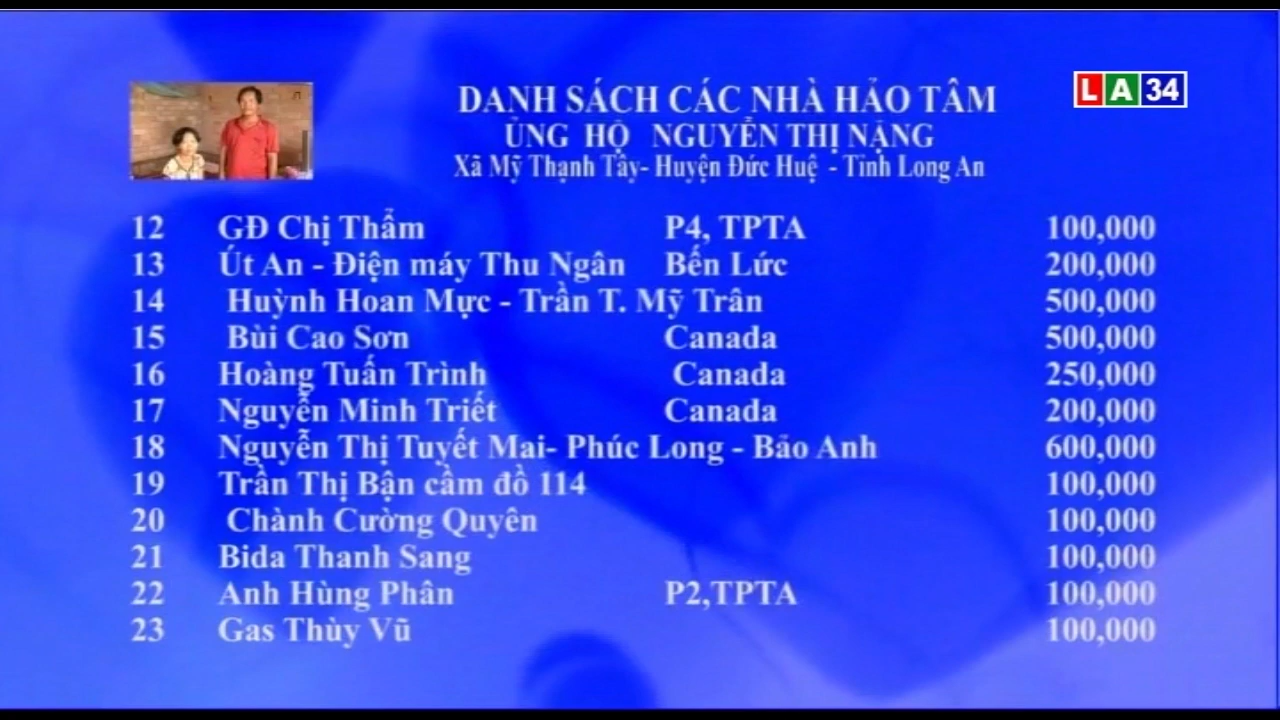 DANH SÁCH CÁC NHÀ HẢO TÂM
LA34
ỦNG HỘ NGUYỄN THỊ NẶNG
Xã Mỹ Thạnh Tây- Huyện Đức Huệ - Tỉnh Long An
12 GĐ Chị Thẩm P4, TPTA 100,000
13 Út An - Điện máy Thu Ngân Bến Lức 200,000
14 Huỳnh Hoan Mực - Trần T. Mỹ Trân 500,000
15 Bùi Cao Sơn Canada 500,000
16 Hoàng Tuấn Trình Canada 250,000
17 Nguyễn Minh Triết Canada 200,000
18 Nguyễn Thị Tuyết Mai- Phúc Long - Bảo Anh 600,000
19 Trần Thị Bận cầm đồ 114 100,000
20 Chành Cường Quyên 100,000
21 Bida Thanh Sang 100,000
22 Anh Hùng Phân P2,TPTA 100,000
23 Gas Thùy Vũ 100,000